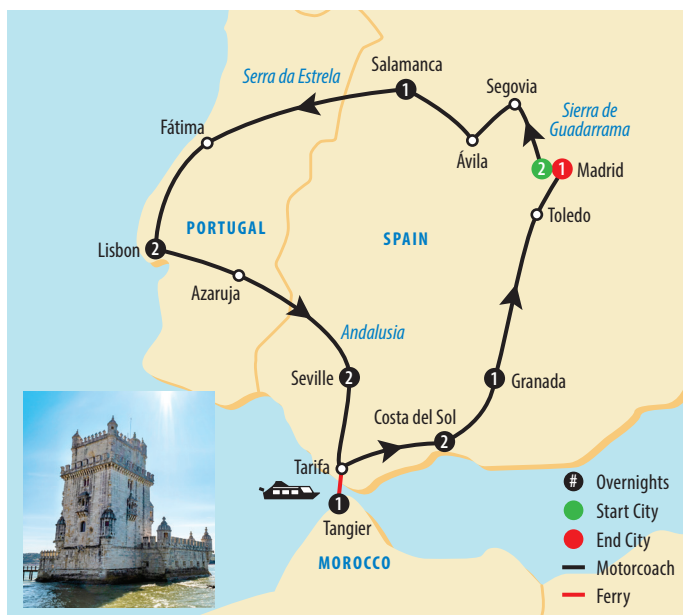 Salamanca
1
Serra da Estrela
Segovia
Sierra de
Guadarrama
Fátima
Ávila
2
1
Madrid
Toledo
PORTUGAL
SPAIN
Lisbon
2
Azaruja
Andalusia
Seville
2
1
Granada
Costa del Sol
2
Tarifa
1
Tangier
MOROCCO
# Overnights
Start City
End City
Motorcoach
Ferry